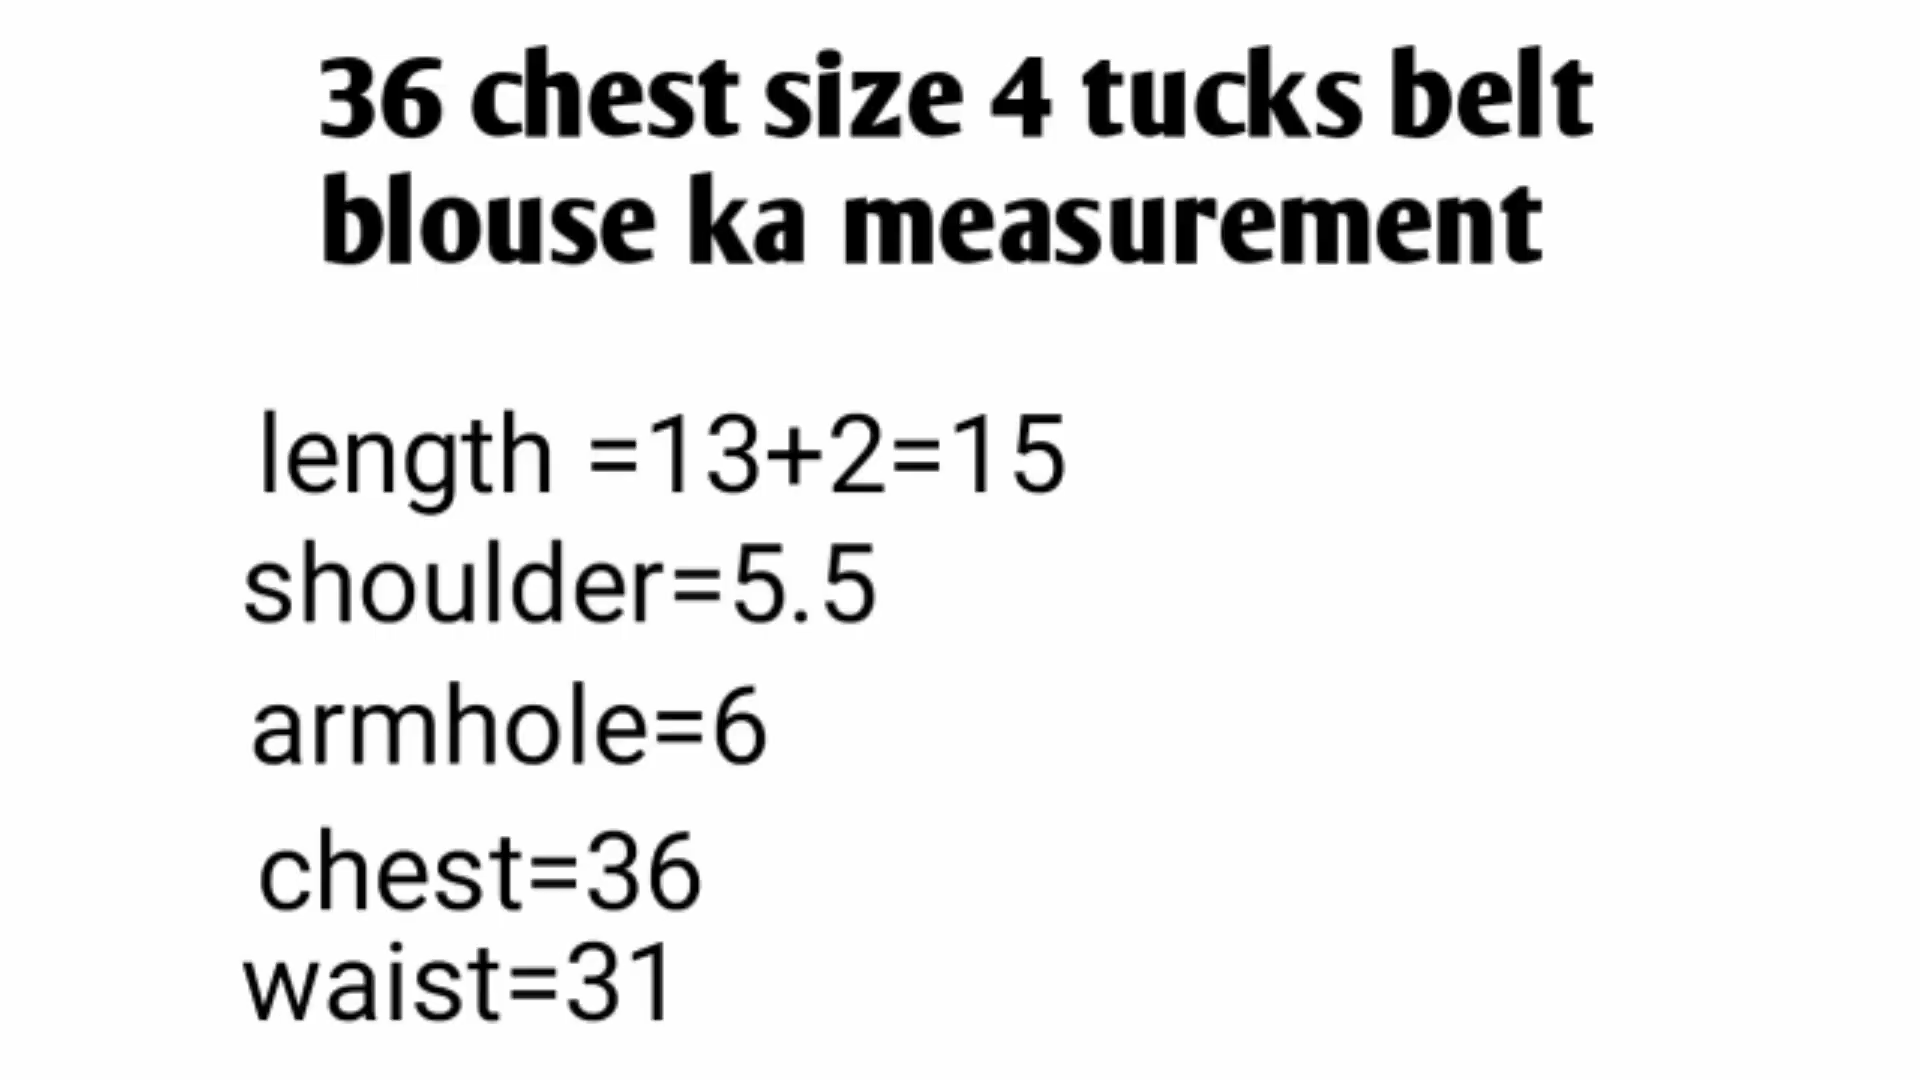 36 chest size 4 tucks belt
blouse ka measurement
length =13+2=15
shoulder=5.5
armhole=6
chest=36
waist=31